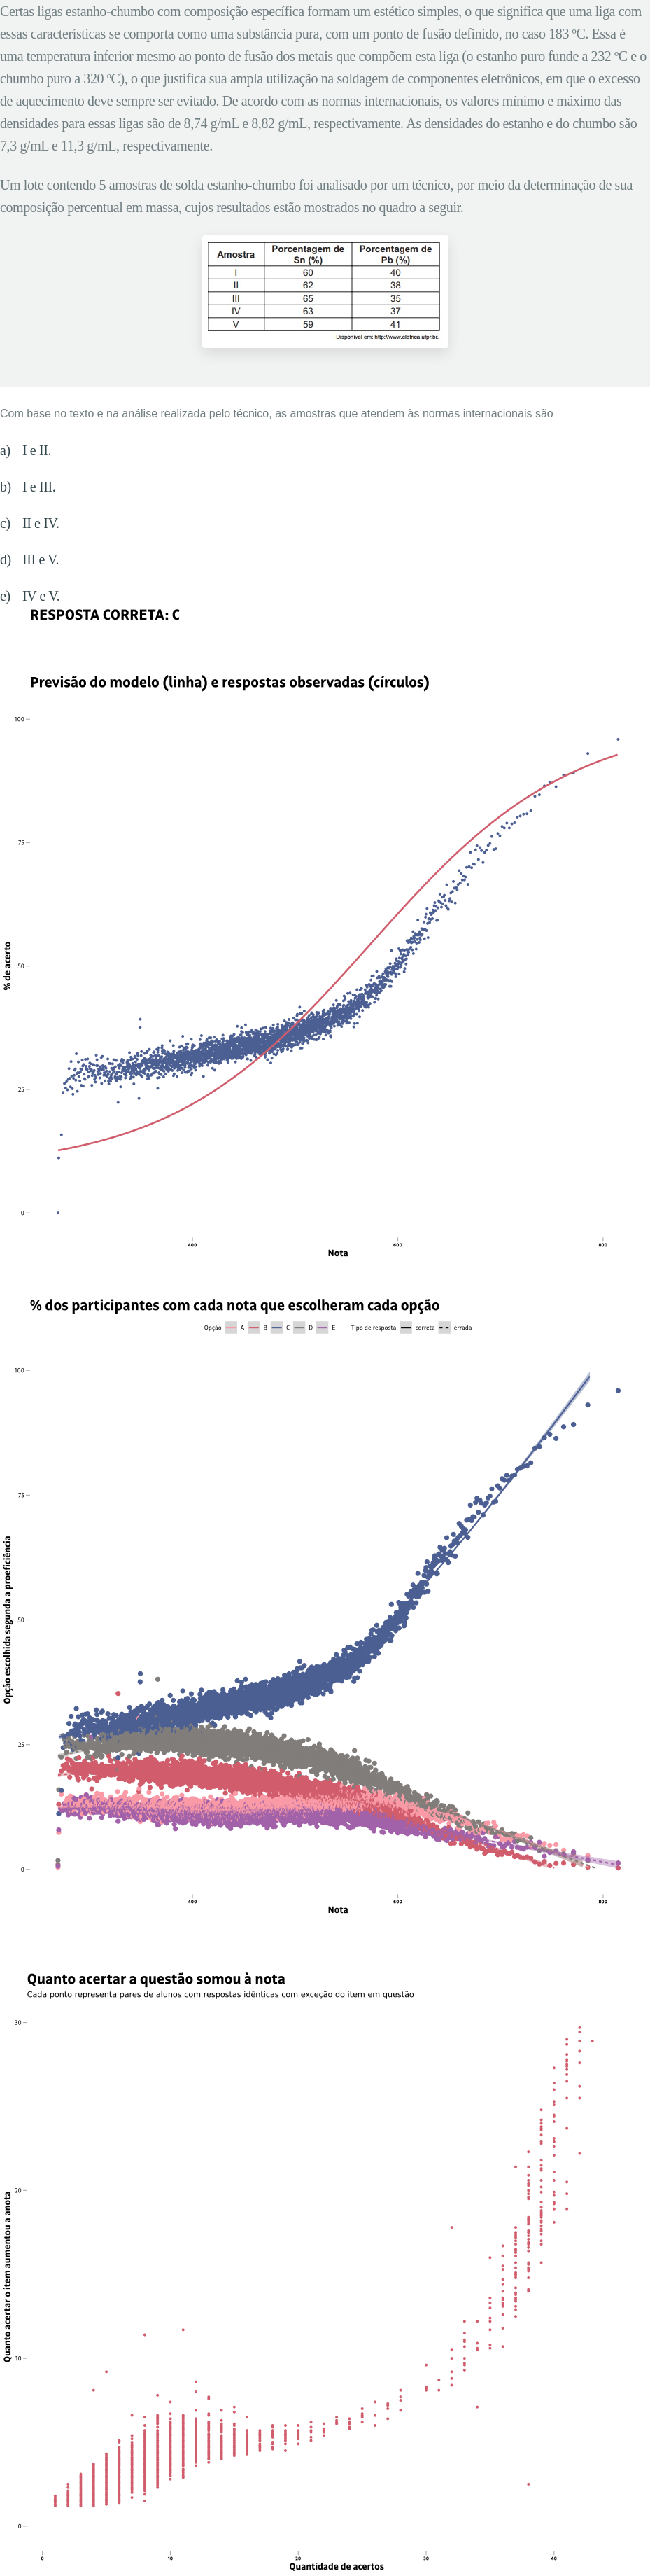 Certas ligas estanho-chumbo com composição específica formam um estético simples, o que significa que uma liga com
essas características se comporta como uma substância pura, com um ponto de fusão definido, no caso 183 ºC. Essa é
uma temperatura inferior mesmo ao ponto de fusão dos metais que compõem esta liga (o estanho puro funde a 232 ºC e o
chumbo puro a 320 ºC), o que justifica sua ampla utilização na soldagem de componentes eletrônicos, em que o excesso
de aquecimento deve sempre ser evitado. De acordo com as normas internacionais, os valores mínimo e máximo das
densidades para essas ligas são de 8,74 g/mL e 8,82 g/mL, respectivamente. As densidades do estanho e do chumbo são
7,3 g/mL e 11,3 g/mL, respectivamente.
Um lote contendo 5 amostras de solda estanho-chumbo foi analisado por um técnico, por meio da determinação de sua
composição percentual em massa, cujos resultados estão mostrados no quadro a seguir.
Amostra Porcentagem de Sn (%) Porcentagem de Pb (%)
I 60 40
II 62 38
III 65 35
IV 63 37
V 59 41
Disponível em: http://www.eletrica.ufpr.br.
Com base no texto e na análise realizada pelo técnico, as amostras que atendem às normas internacionais são
a) I e II.
b) I e III.
c) II e IV.
d) III e V.
e) IV e V.
RESPOSTA CORRETA: C
Previsão do modelo (linha) e respostas observadas (círculos)
100
75
50
25
0
% de acerto
400 600 800
Nota
% dos participantes com cada nota que escolheram cada opção
Opção A B C D E Tipo de resposta correta errada
100
75
50
25
0
Opção escolhida segunda a proeficiência
400 600 800
Nota
Quanto acertar a questão somou à nota
Cada ponto representa pares de alunos com respostas idênticas com exceção do item em questão
30
20
10
0
Quanto acertar o item aumentou a anota
0 10 20 30 40
Quantidade de acertos